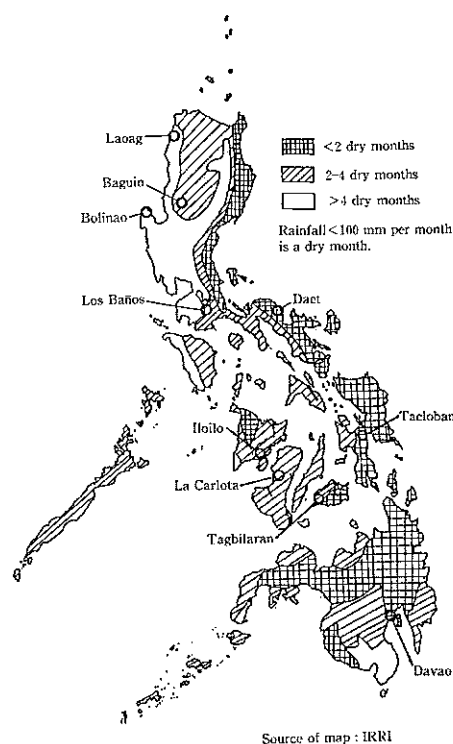 Laoag
<2 dry months
2-4 dry months
Baguin
>4 dry months
Bolinao
Rainfall <100 mm per month
is a dry month.
Los Baños
Daet
Tacloban
Iloilo
La Carlota
Tagbilaran
Davao
Source of map : IRRI